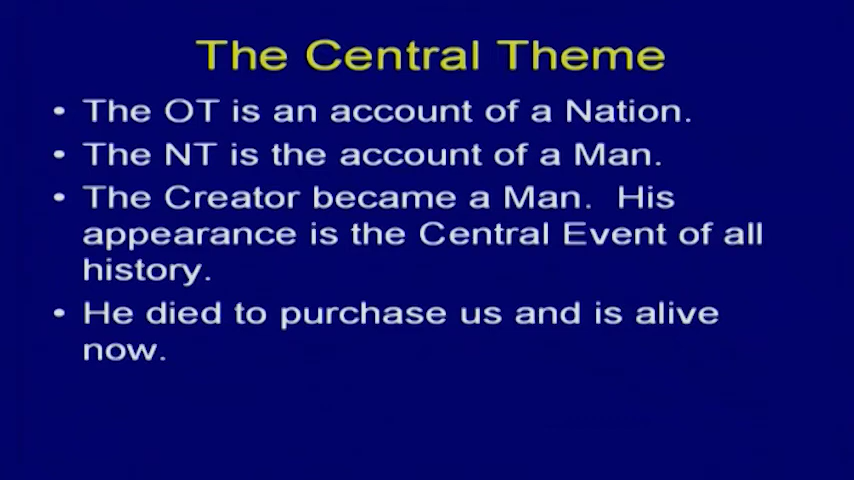 The Central Theme
• The OT is an account of a Nation.
• The NT is the account of a Man.
• The Creator became a Man.  His
appearance is the Central Event of all
history.
• He died to purchase us and is alive
now.